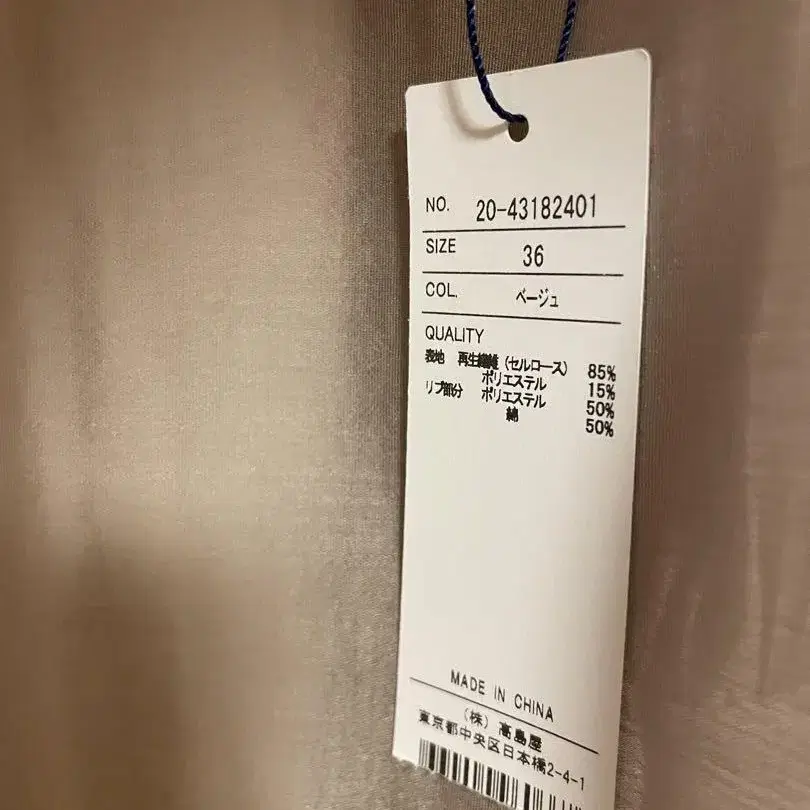 NO. 20-43182401
SIZE 36
COL. ベージュ
QUALITY
表地 再生繊維（セルロース） 85%
ポリエステル 15%
リブ部分 ポリエステル 50%
綿 50%
MADE IN CHINA
（株）高島屋
東京都中央区日本橋2-4-1